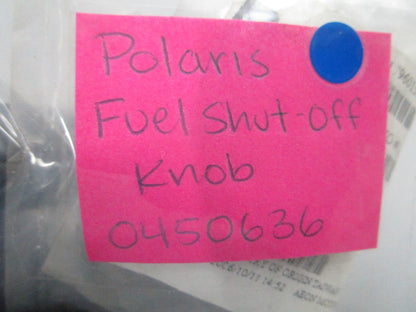 Polaris
Fuel Shut-off
Knob
0450636